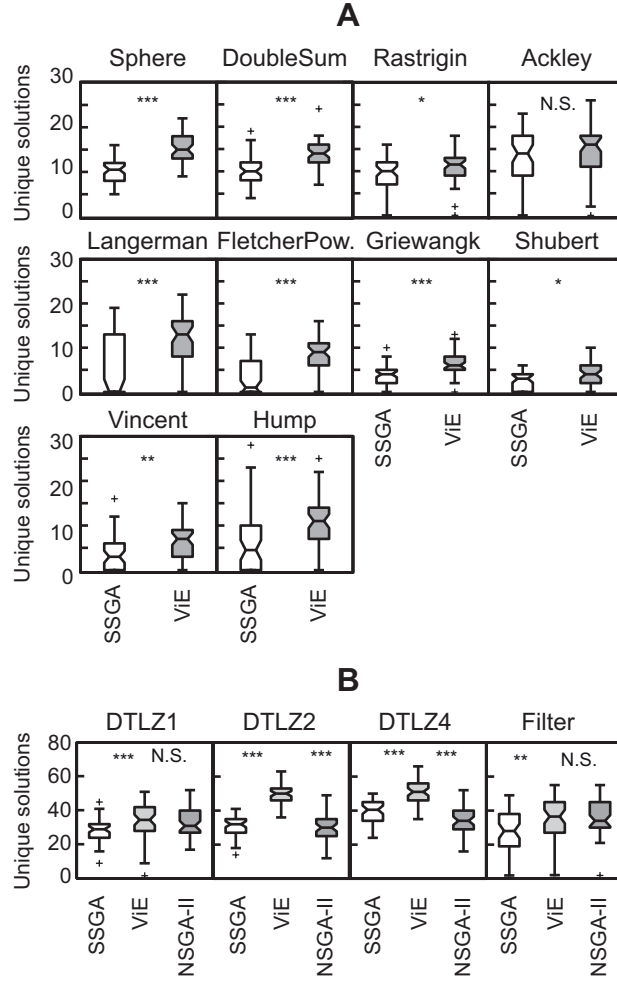 A
Sphere DoubleSum Rastrigin Ackley
30
*** *** * N.S.
20
Unique solutions
10
0
Langerman FletcherPow. Griewangk Shubert
30
*** *** *** *
20
Unique solutions
10
0
SSGA ViE SSGA ViE
Vincent Hump
30
** ***
20
Unique solutions
10
0
SSGA ViE SSGA ViE
B
DTLZ1 DTLZ2 DTLZ4 Filter
80
*** N.S. *** *** *** *** ** N.S.
60
Unique solutions
40
20
0
SSGA ViE NSGA-II SSGA ViE NSGA-II SSGA ViE NSGA-II SSGA ViE NSGA-II